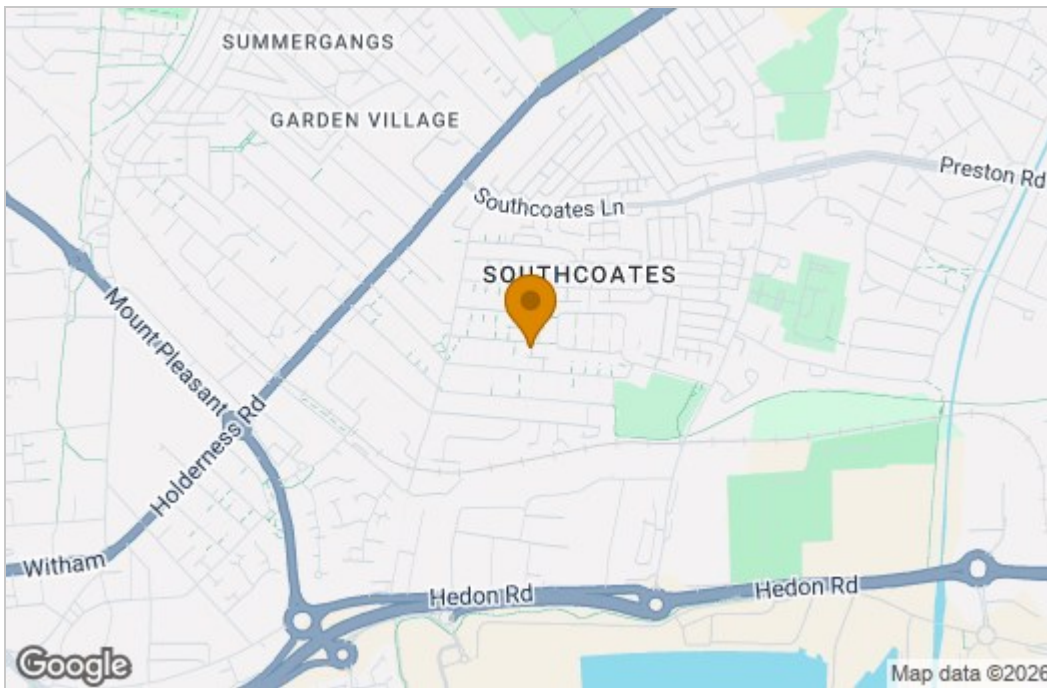 SUMMERGANGS
GARDEN VILLAGE
Preston Rd
Southcoates Ln
SOUTHCOATES
Mount Pleasant
Holderness Rd
Witham
Hedon Rd
Hedon Rd
Google
Map data ©2026